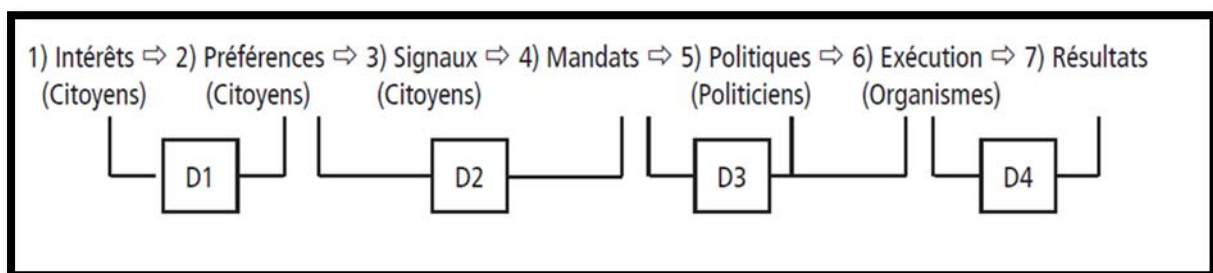 1) Intérêts ⇨ 2) Préférences ⇨ 3) Signaux ⇨ 4) Mandats ⇨ 5) Politiques ⇨ 6) Exécution ⇨ 7) Résultats
(Citoyens) (Citoyens) (Citoyens) (Politiciens) (Organismes)
D1 D2 D3 D4